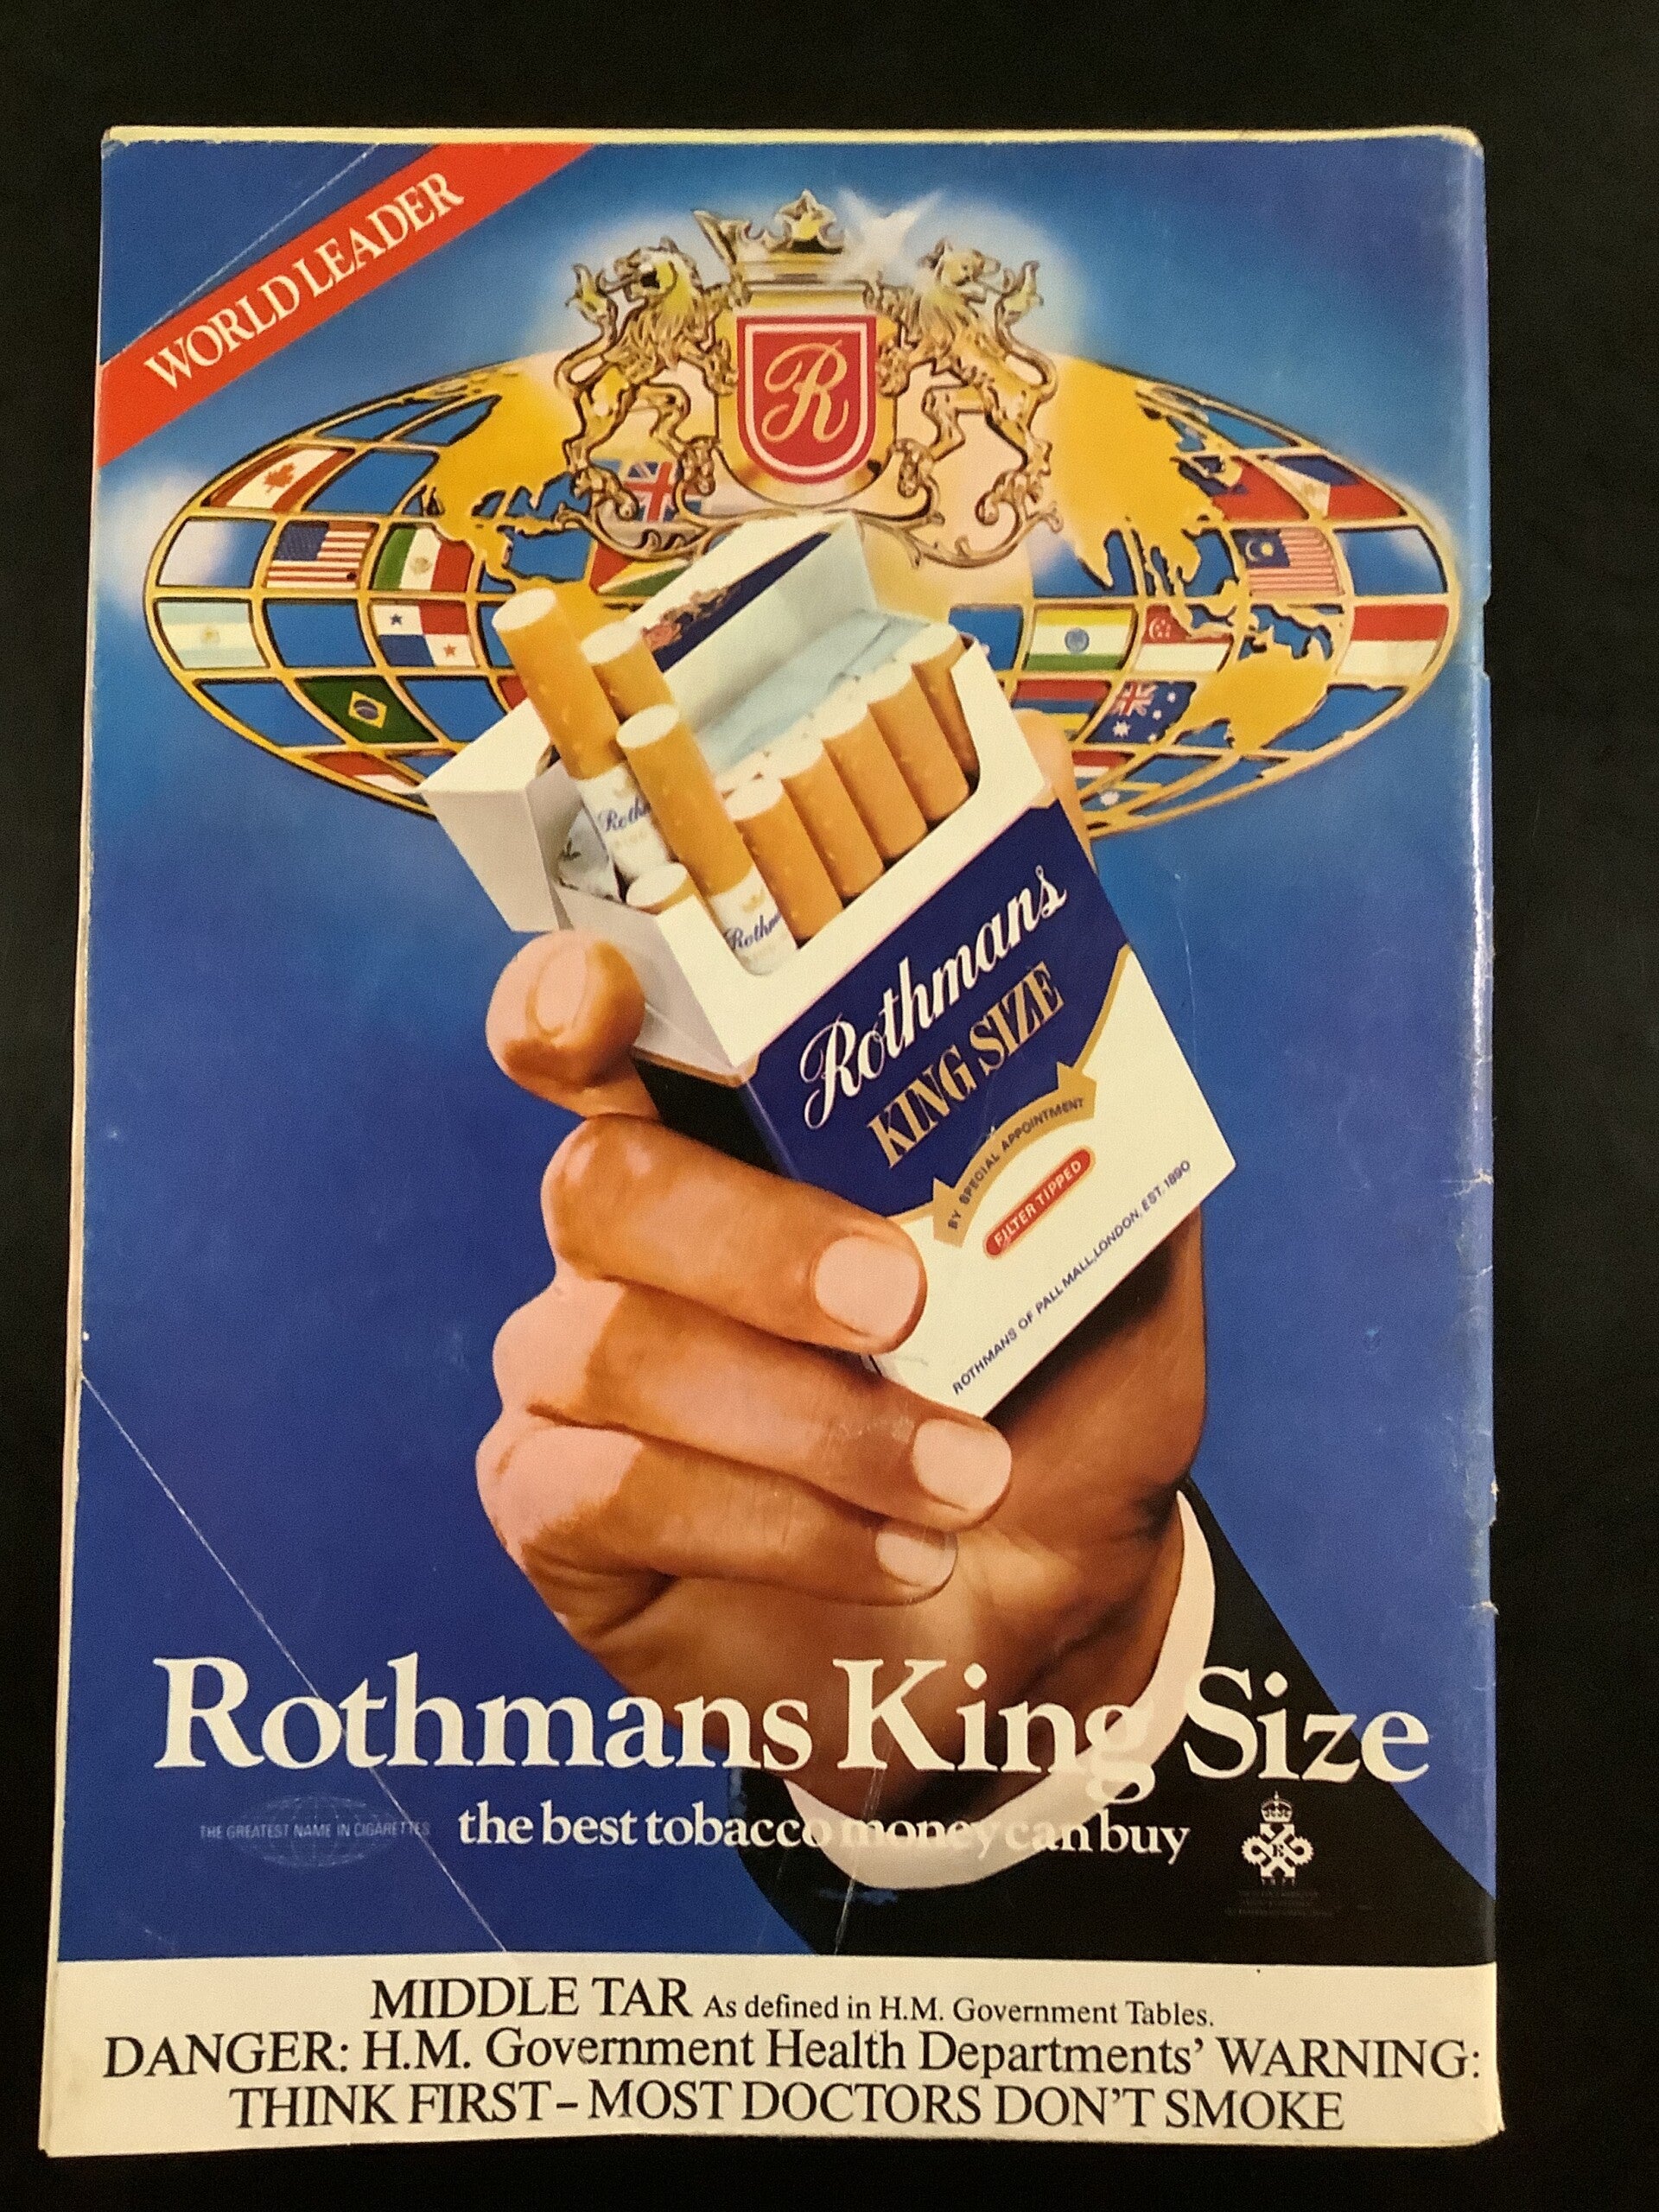 WORLD LEADER
R
Rothmans
KING SIZE
BY SPECIAL APPOINTMENT
FILTER TIPPED
ROTHMANS OF PALL MALL, LONDON, EST. 1890
Rothmans King Size
THE GREATEST NAME IN CIGARETTES
the best tobacco money can buy
E
MIDDLE TAR As defined in H.M. Government Tables.
DANGER: H.M. Government Health Departments' WARNING:
THINK FIRST – MOST DOCTORS DON'T SMOKE